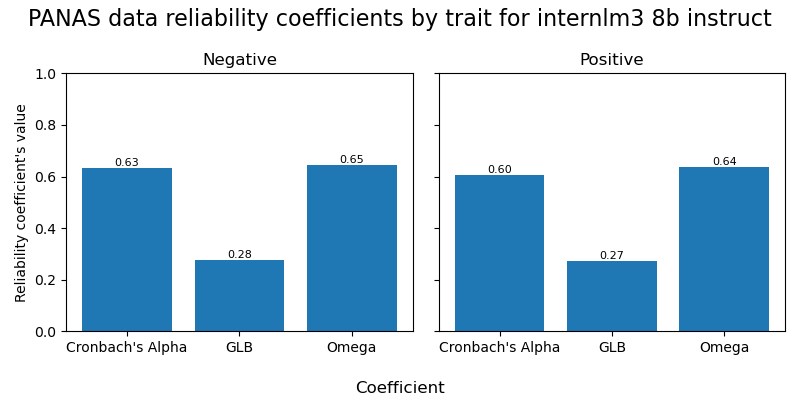 PANAS data reliability coefficients by trait for internlm3 8b instruct
Negative
Positive
Reliability coefficient's value
1.0
0.8
0.6
0.4
0.2
0.0
0.63
0.28
0.65
0.60
0.27
0.64
Cronbach's Alpha GLB Omega
Cronbach's Alpha GLB Omega
Coefficient